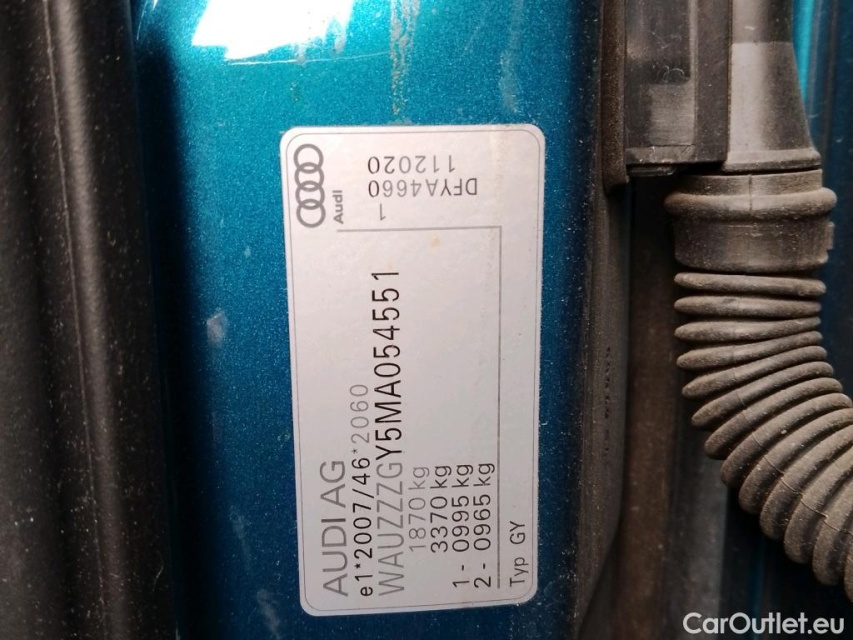 AUDI AG
e1*2007/46*2060
WAUZZZGY5MA054551
1870 kg
3370 kg
1 - 0995 kg
2 - 0965 kg
Typ GY
Audi
1
DFYA4660
112020
CarOutlet.eu